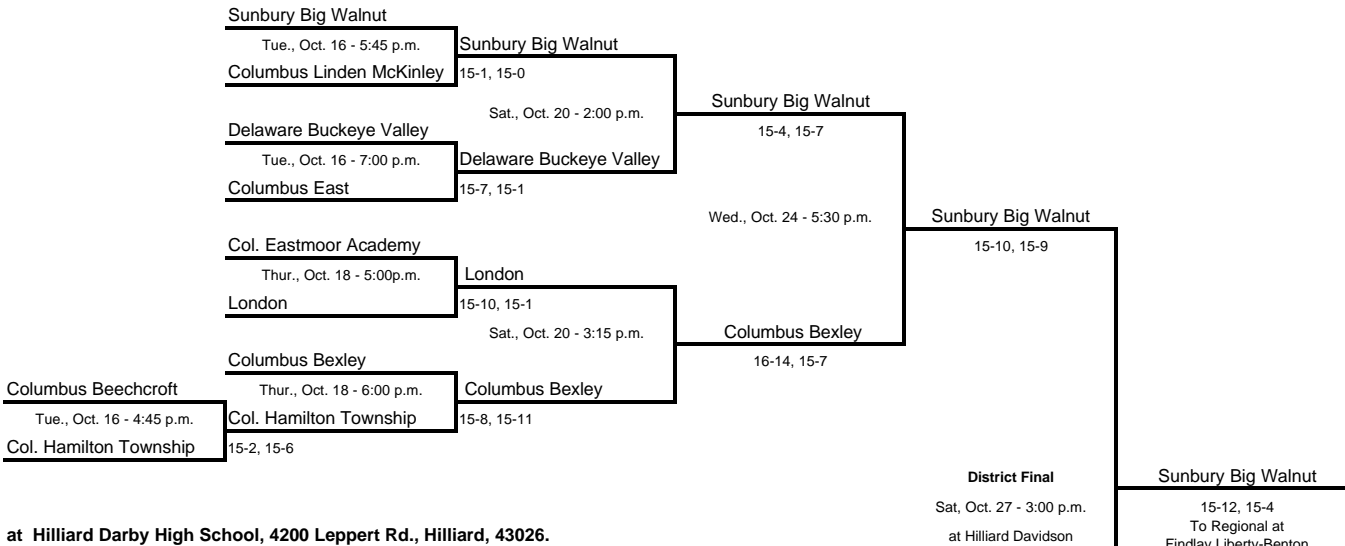 Sunbury Big Walnut
Tue., Oct. 16 - 5:45 p.m.
Sunbury Big Walnut
Columbus Linden McKinley
15-1, 15-0
Sunbury Big Walnut
Sat., Oct. 20 - 2:00 p.m.
Delaware Buckeye Valley
15-4, 15-7
Tue., Oct. 16 - 7:00 p.m.
Delaware Buckeye Valley
Columbus East
15-7, 15-1
Wed., Oct. 24 - 5:30 p.m.
Sunbury Big Walnut
Col. Eastmoor Academy
15-10, 15-9
Thur., Oct. 18 - 5:00p.m.
London
London
15-10, 15-1
Sat., Oct. 20 - 3:15 p.m.
Columbus Bexley
Columbus Bexley
16-14, 15-7
Columbus Beechcroft
Thur., Oct. 18 - 6:00 p.m.
Columbus Bexley
Tue., Oct. 16 - 4:45 p.m.
Col. Hamilton Township
15-8, 15-11
Col. Hamilton Township
15-2, 15-6
District Final
Sunbury Big Walnut
Sat, Oct. 27 - 3:00 p.m.
15-12, 15-4
at Hilliard Darby High School, 4200 Leppert Rd., Hilliard, 43026.
at Hilliard Davidson
To Regional at
Findlay Liberty-Benton